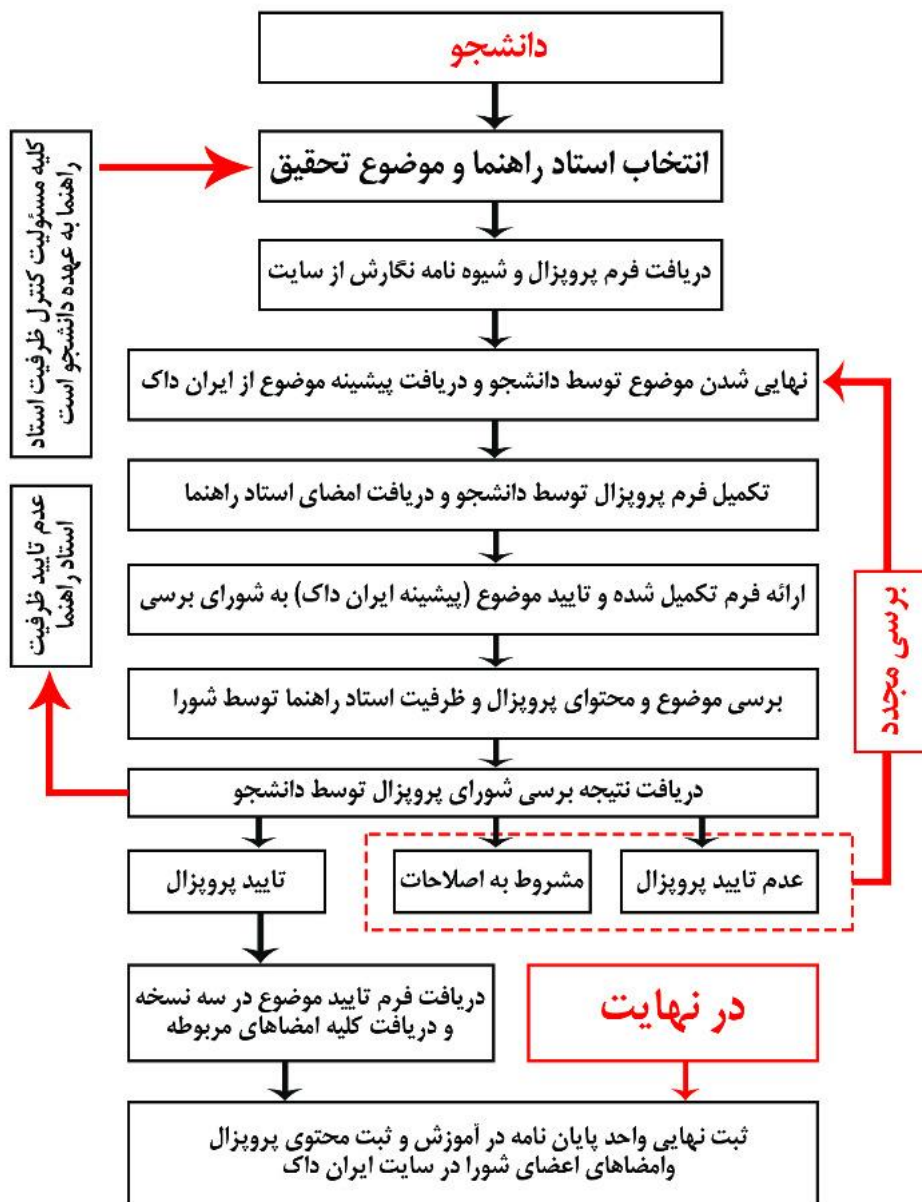 دانشجو
انتخاب استاد راهنما و موضوع تحقیق
کلیه مسئولیت کنترل ظرفیت استاد
راهنما به عهده دانشجو است
دریافت فرم پروپزال و شیوه نامه نگارش از سایت
نهایی شدن موضوع توسط دانشجو و دریافت پیشینه موضوع از ایران داک
تکمیل فرم پروپزال توسط دانشجو و دریافت امضای استاد راهنما
عدم تایید ظرفیت
استاد راهنما
ارائه فرم تکمیل شده و تایید موضوع (پیشینه ایران داک) به شورای برسی
برسی مجدد
برسی موضوع و محتوای پروپزال و ظرفیت استاد راهنما توسط شورا
دریافت نتیجه برسی شورای پروپزال توسط دانشجو
عدم تایید پروپزال
مشروط به اصلاحات
تایید پروپزال
در نهایت
دریافت فرم تایید موضوع در سه نسخه
و دریافت کلیه امضاهای مربوطه
ثبت نهایی واحد پایان نامه در آموزش و ثبت محتوی پروپزال
وامضاهای اعضای شورا در سایت ایران داک